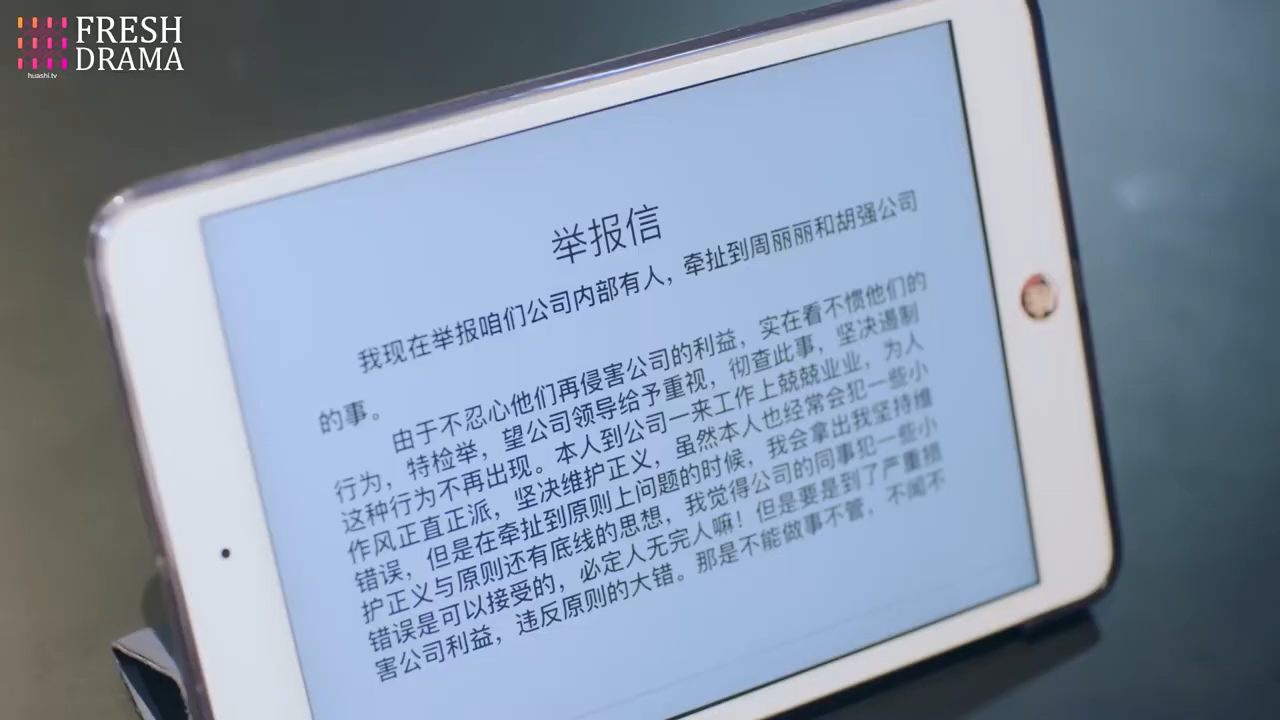 FRESH
DRAMA
huashi.tv
举报信
我现在举报咱们公司内部有人，牵扯到周丽丽和胡强公司
的事。
由于不忍心他们再侵害公司的利益，实在看不惯他们的
行为，特检举，望公司领导给予重视，彻查此事，坚决遏制
这种行为不再出现。本人到公司一来工作上兢兢业业，为人
作风正直正派，坚决维护正义，虽然本人也经常会犯一些小
错误，但是在牵扯到原则上问题的时候，我会拿出我坚持维
护正义与原则还有底线的思想，我觉得公司的同事犯一些小
错误是可以接受的，必定人无完人嘛！但是要是到了严重损
害公司利益，违反原则的大错。那是不能做事不管，不闻不